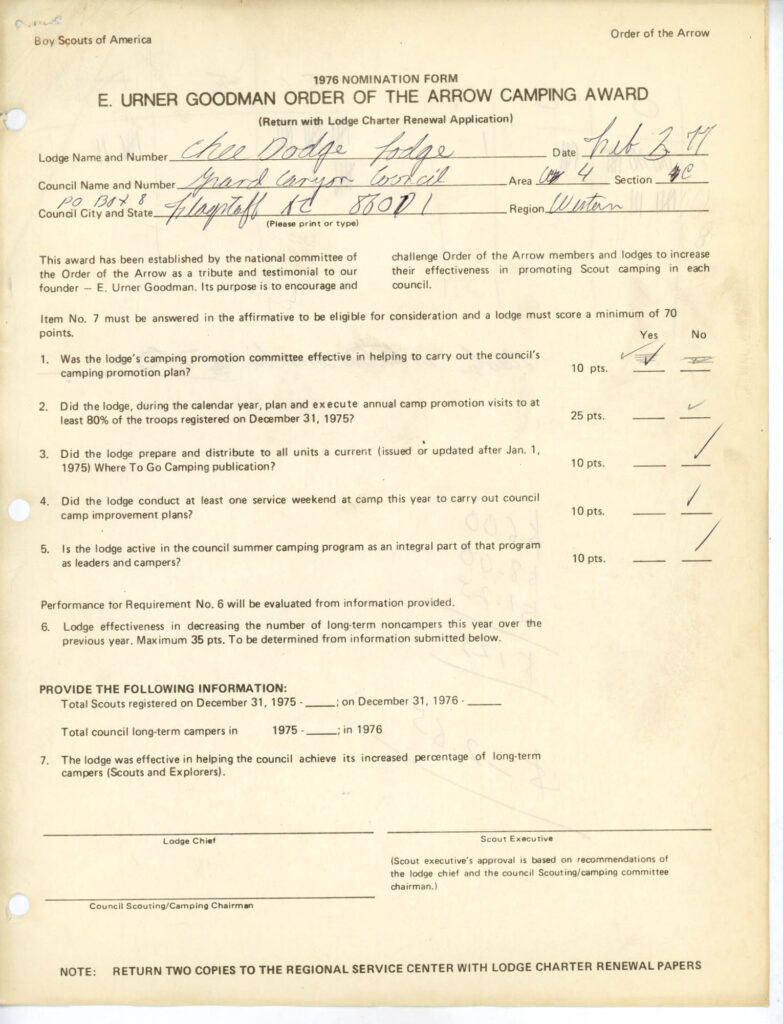 Boy Scouts of America
Order of the Arrow
1976 NOMINATION FORM
E. URNER GOODMAN ORDER OF THE ARROW CAMPING AWARD
(Return with Lodge Charter Renewal Application)
Lodge Name and Number Chee Dodge Lodge Date Feb 2 77
Council Name and Number Grand Canyon Council Area 4 Section C
PO Box 8
Council City and State Flagstaff 86001 Region Western
(Please print or type)
This award has been established by the national committee of
the Order of the Arrow as a tribute and testimonial to our
founder — E. Urner Goodman. Its purpose is to encourage and
challenge Order of the Arrow members and lodges to increase
their effectiveness in promoting Scout camping in each
council.
Item No. 7 must be answered in the affirmative to be eligible for consideration and a lodge must score a minimum of 70
points.
Yes No
1. Was the lodge's camping promotion committee effective in helping to carry out the council's
camping promotion plan? 10 pts.
2. Did the lodge, during the calendar year, plan and execute annual camp promotion visits to at
least 80% of the troops registered on December 31, 1975? 25 pts.
3. Did the lodge prepare and distribute to all units a current (issued or updated after Jan. 1,
1975) Where To Go Camping publication? 10 pts.
4. Did the lodge conduct at least one service weekend at camp this year to carry out council
camp improvement plans? 10 pts.
5. Is the lodge active in the council summer camping program as an integral part of that program
as leaders and campers? 10 pts.
Performance for Requirement No. 6 will be evaluated from information provided.
6. Lodge effectiveness in decreasing the number of long-term noncampers this year over the
previous year. Maximum 35 pts. To be determined from information submitted below.
PROVIDE THE FOLLOWING INFORMATION:
Total Scouts registered on December 31, 1975 - _____; on December 31, 1976 - _____
Total council long-term campers in 1975 - _____; in 1976
7. The lodge was effective in helping the council achieve its increased percentage of long-term
campers (Scouts and Explorers).
Lodge Chief
Scout Executive
(Scout executive's approval is based on recommendations of
the lodge chief and the council Scouting/camping committee
chairman.)
Council Scouting/Camping Chairman
NOTE: RETURN TWO COPIES TO THE REGIONAL SERVICE CENTER WITH LODGE CHARTER RENEWAL PAPERS